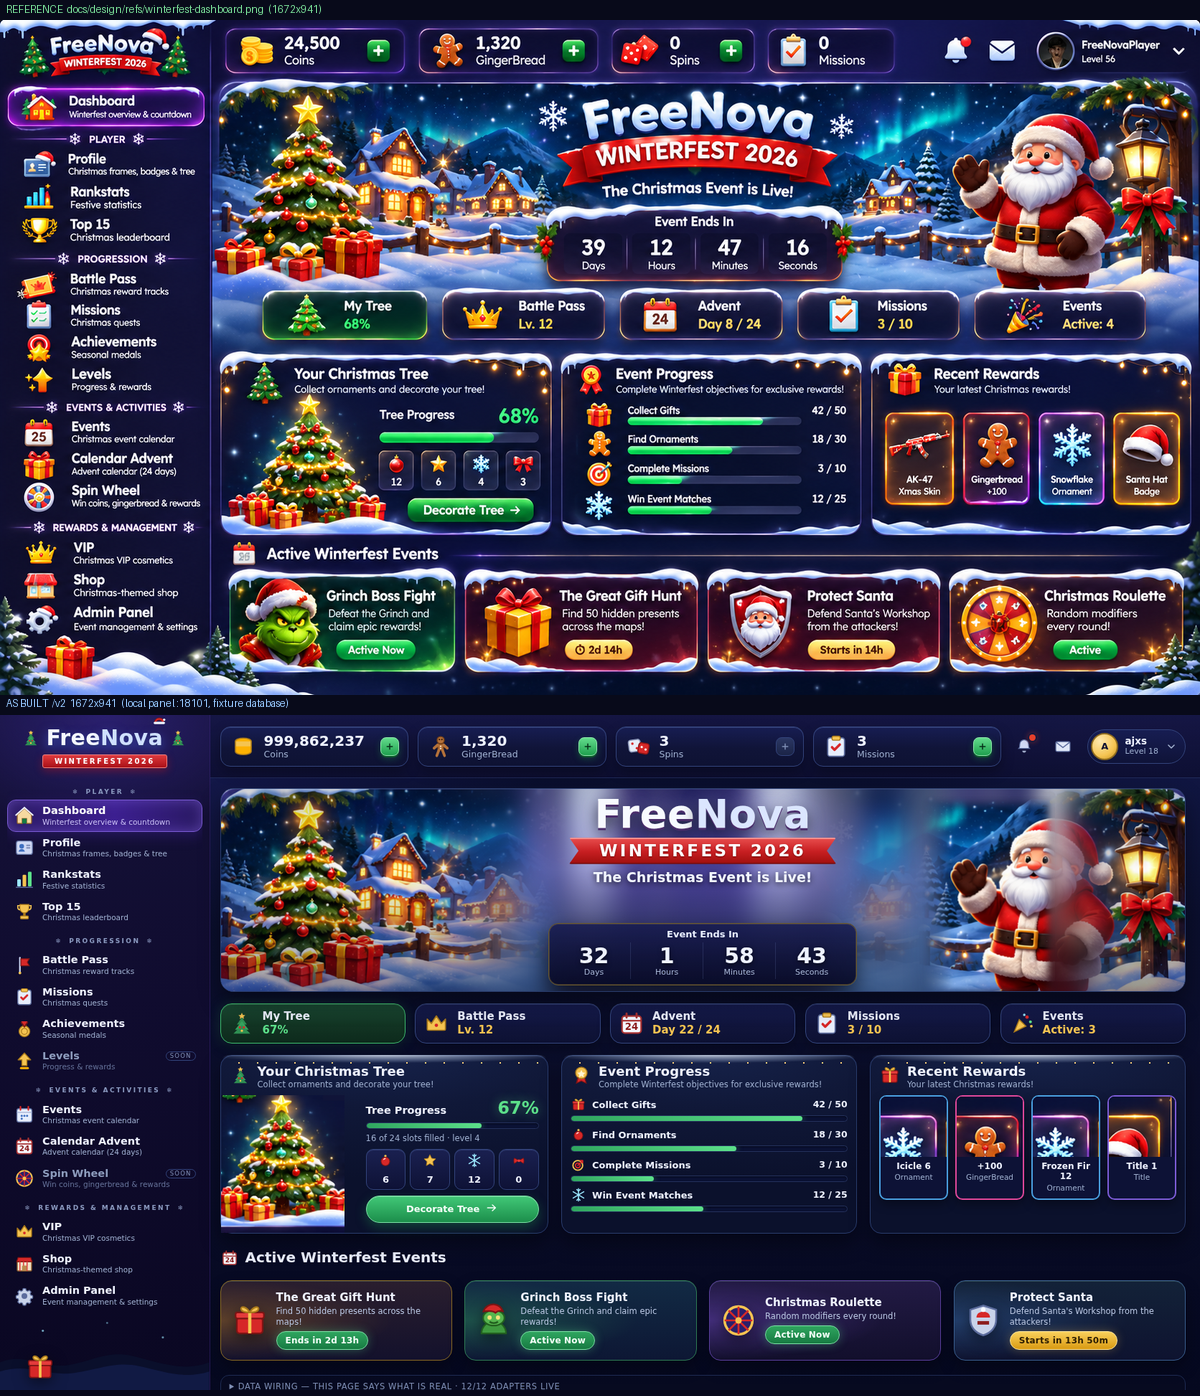 REFERENCE docs/design/refs/winterfest-dashboard.png (1672x941)
FreeNova
WINTERFEST 2026
24,500
Coins
1,320
GingerBread
0
Spins
0
Missions
FreeNovaPlayer
Level 56
Dashboard
Winterfest overview & countdown
PLAYER
Profile
Christmas frames, badges & tree
Rankstats
Festive statistics
Top 15
Christmas leaderboard
PROGRESSION
Battle Pass
Christmas reward tracks
Missions
Christmas quests
Achievements
Seasonal medals
Levels
Progress & rewards
EVENTS & ACTIVITIES
25
Events
Christmas event calendar
Calendar Advent
Advent calendar (24 days)
Spin Wheel
Win coins, gingerbread & rewards
REWARDS & MANAGEMENT
VIP
Christmas VIP cosmetics
Shop
Christmas-themed shop
Admin Panel
Event management & settings
FreeNova
WINTERFEST 2026
The Christmas Event is Live!
Event Ends In
39 12 47 16
Days Hours Minutes Seconds
My Tree
68%
Battle Pass
Lv. 12
24
Advent
Day 8 / 24
Missions
3 / 10
Events
Active: 4
Your Christmas Tree
Collect ornaments and decorate your tree!
Tree Progress 68%
12 6 4 3
Decorate Tree →
Event Progress
Complete Winterfest objectives for exclusive rewards!
Collect Gifts 42 / 50
Find Ornaments 18 / 30
Complete Missions 3 / 10
Win Event Matches 12 / 25
Recent Rewards
Your latest Christmas rewards!
AK-47
Xmas Skin
Gingerbread
+100
Snowflake
Ornament
Santa Hat
Badge
Active Winterfest Events
Grinch Boss Fight
Defeat the Grinch and
claim epic rewards!
Active Now
The Great Gift Hunt
Find 50 hidden presents
across the maps!
2d 14h
Protect Santa
Defend Santa's Workshop
from the attackers!
Starts in 14h
Christmas Roulette
Random modifiers
every round!
Active
AS BUILT /v2 1672x941 (local panel :18101, fixture database)
FreeNova
WINTERFEST 2026
999,862,237
Coins
1,320
GingerBread
3
Spins
3
Missions
A
ajxs
Level 18
PLAYER
Dashboard
Winterfest overview & countdown
Profile
Christmas frames, badges & tree
Rankstats
Festive statistics
Top 15
Christmas leaderboard
PROGRESSION
Battle Pass
Christmas reward tracks
Missions
Christmas quests
Achievements
Seasonal medals
Levels SOON
Progress & rewards
EVENTS & ACTIVITIES
Events
Christmas event calendar
24
Calendar Advent
Advent calendar (24 days)
Spin Wheel SOON
Win coins, gingerbread & rewards
REWARDS & MANAGEMENT
VIP
Christmas VIP cosmetics
Shop
Christmas-themed shop
Admin Panel
Event management & settings
FreeNova
WINTERFEST 2026
The Christmas Event is Live!
Event Ends In
32 1 58 43
Days Hours Minutes Seconds
My Tree
67%
Battle Pass
Lv. 12
24
Advent
Day 22 / 24
Missions
3 / 10
Events
Active: 3
Your Christmas Tree
Collect ornaments and decorate your tree!
Tree Progress 67%
16 of 24 slots filled · level 4
6 7 12 0
Decorate Tree →
Event Progress
Complete Winterfest objectives for exclusive rewards!
Collect Gifts 42 / 50
Find Ornaments 18 / 30
Complete Missions 3 / 10
Win Event Matches 12 / 25
Recent Rewards
Your latest Christmas rewards!
Icicle 6
Ornament
+100
GingerBread
Frozen Fir
12
Ornament
Title 1
Title
24
Active Winterfest Events
The Great Gift Hunt
Find 50 hidden presents across the
maps!
Ends in 2d 13h
Grinch Boss Fight
Defeat the Grinch and claim epic
rewards!
Active Now
Christmas Roulette
Random modifiers every round!
Active Now
Protect Santa
Defend Santa's Workshop from the
attackers!
Starts in 13h 50m
▸ DATA WIRING — THIS PAGE SAYS WHAT IS REAL · 12/12 ADAPTERS LIVE